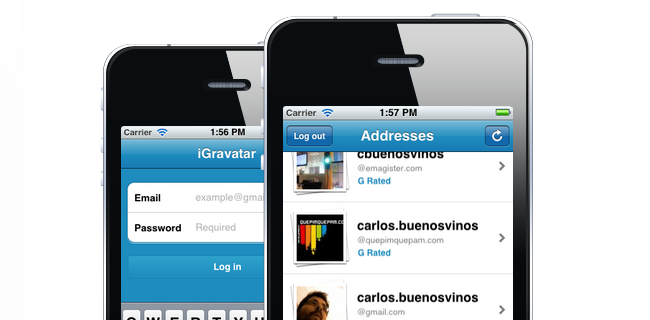 Carrier 1:56 PM
iGravatar
Email example@gmai
Password Required
Log in
Q W E R T Y U
Carrier 1:57 PM
Log out Addresses
cbuenosvinos
@emagister.com
G Rated
QUEPIMQUEPAM.CO
carlos.buenosvinos
@quepimquepam.com
G Rated
carlos.buenosvinos
@gmail.com